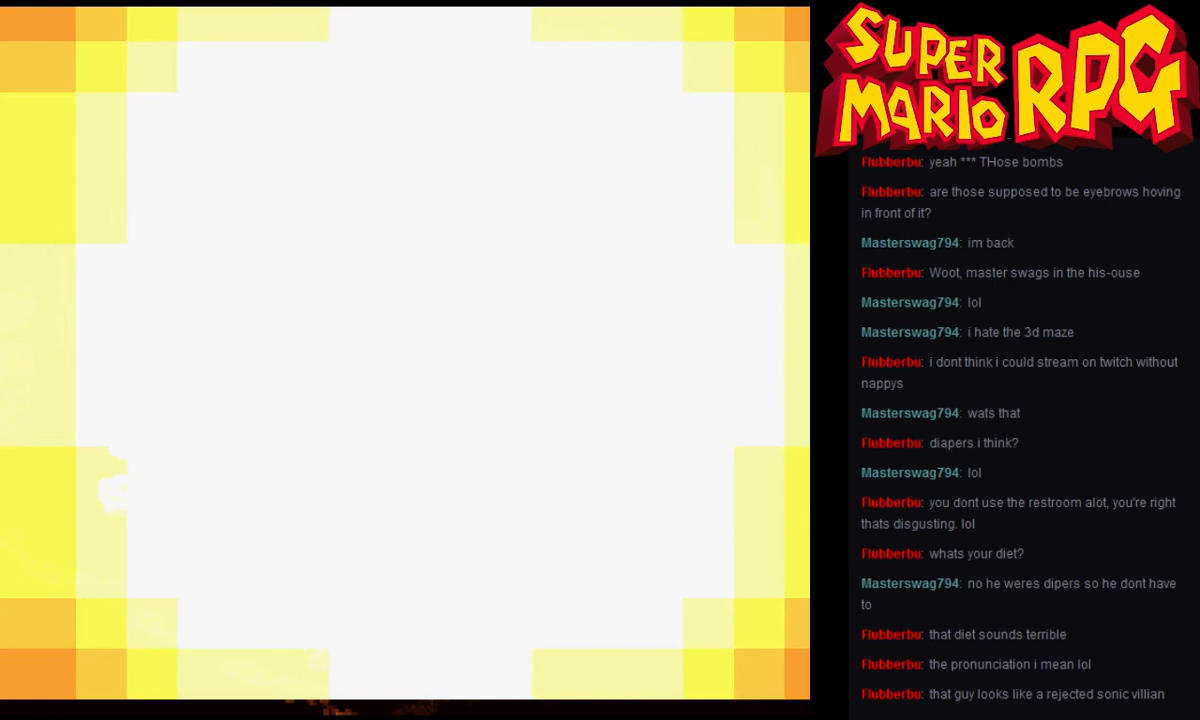 SUPER
MARIO RPG
Flubberbu: yeah *** THose bombs
Flubberbu: are those supposed to be eyebrows hoving
in front of it?
Masterswag794: im back
Flubberbu: Woot, master swags in the his-ouse
Masterswag794: lol
Masterswag794: i hate the 3d maze
Flubberbu: i dont think i could stream on twitch without
nappys
Masterswag794: wats that
Flubberbu: diapers i think?
Masterswag794: lol
Flubberbu: you dont use the restroom alot, you're right
thats disgusting. lol
Flubberbu: whats your diet?
Masterswag794: no he weres dipers so he dont have
to
Flubberbu: that diet sounds terrible
Flubberbu: the pronunciation i mean lol
Flubberbu: that guy looks like a rejected sonic villian